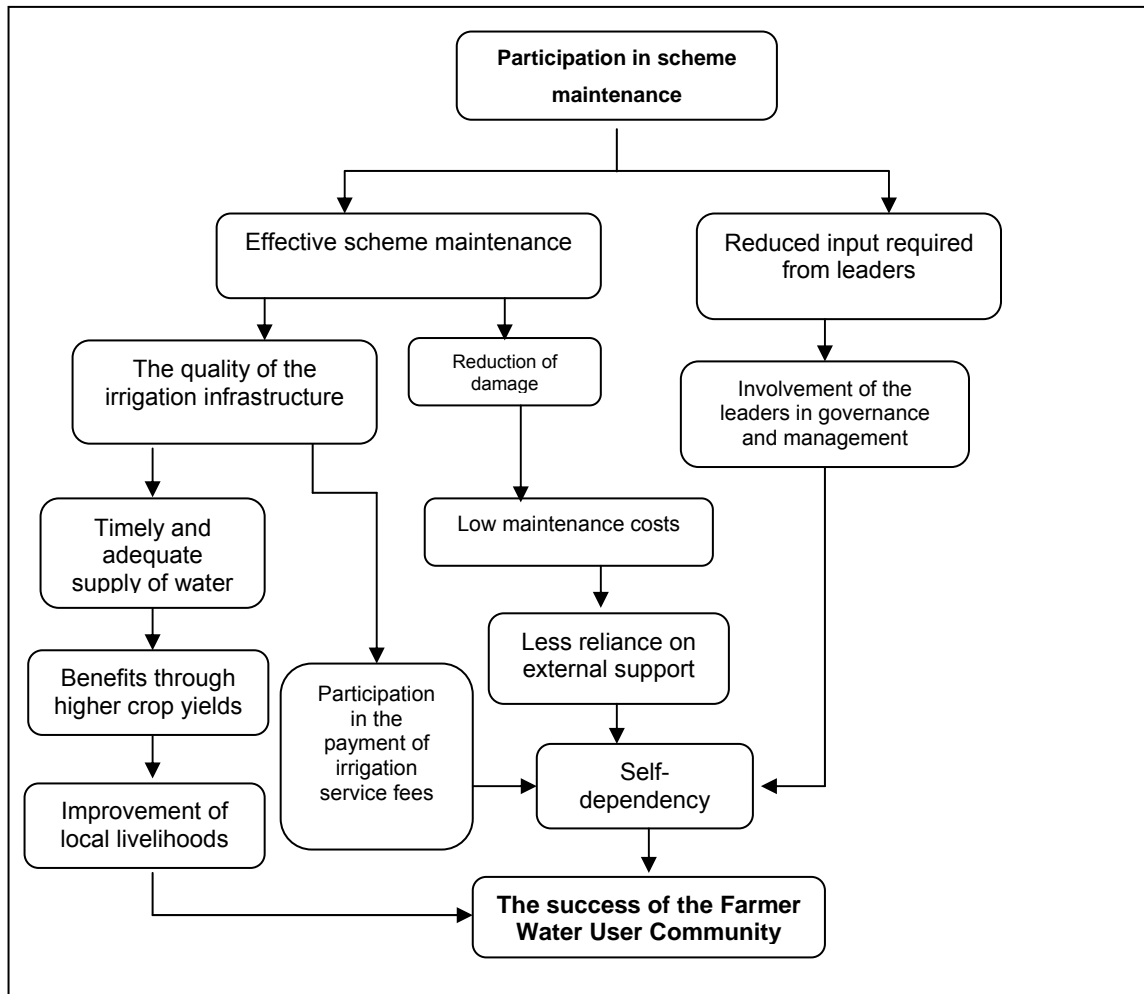 Participation in scheme
maintenance
Effective scheme maintenance
Reduced input required
from leaders
The quality of the
irrigation infrastructure
Reduction of
damage
Involvement of the
leaders in governance
and management
Timely and
adequate
supply of water
Low maintenance costs
Less reliance on
external support
Benefits through
higher crop yields
Participation
in the
payment of
irrigation
service fees
Self-
dependency
Improvement of
local livelihoods
The success of the Farmer
Water User Community